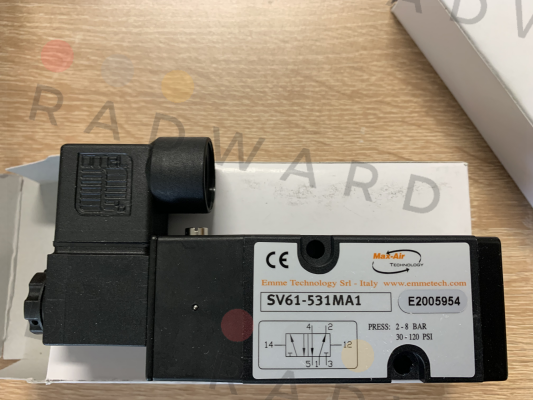 RADWARD
CE
Max-Air
TECHNOLOGY
Emme Technology Srl - Italy www.emmetech.com
SV61-531MA1
E2005954
4 2
14 12
5 1 3
PRESS: 2 - 8 BAR
30 - 120 PSI